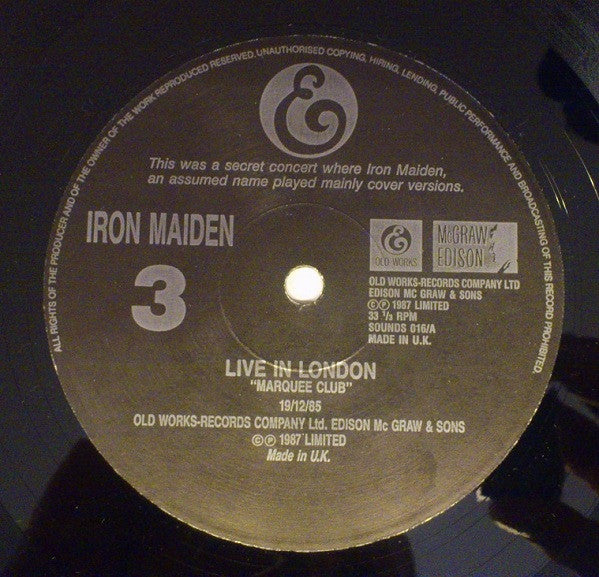 ALL RIGHTS OF THE PRODUCER AND OF THE OWNER OF THE WORK REPRODUCED RESERVED. UNAUTHORISED COPYING, HIRING, LENDING, PUBLIC PERFORMANCE AND BROADCASTING OF THIS RECORD PROHIBITED.
&
This was a secret concert where Iron Maiden,
an assumed name played mainly cover versions.
IRON MAIDEN
3
&
OLD WORKS
McGRAW
EDISON
OLD WORKS-RECORDS COMPANY LTD
EDISON MC GRAW & SONS
© ℗ 1987 LIMITED
33 ⅓ RPM
SOUNDS 016/A
MADE IN U.K.
LIVE IN LONDON
"MARQUEE CLUB"
19/12/85
OLD WORKS-RECORDS COMPANY Ltd. EDISON Mc GRAW & SONS
© ℗ 1987 LIMITED
Made in U.K.